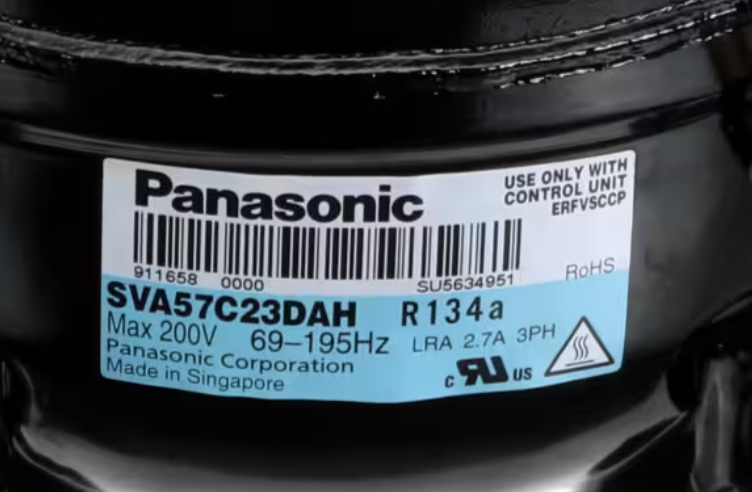 Panasonic
USE ONLY WITH
CONTROL UNIT
ERFVSCCP
911658 0000 SU5634951
RoHS
SVA57C23DAH R134a
Max 200V 69-195Hz LRA 2.7A 3PH
Panasonic Corporation
Made in Singapore
c RU US